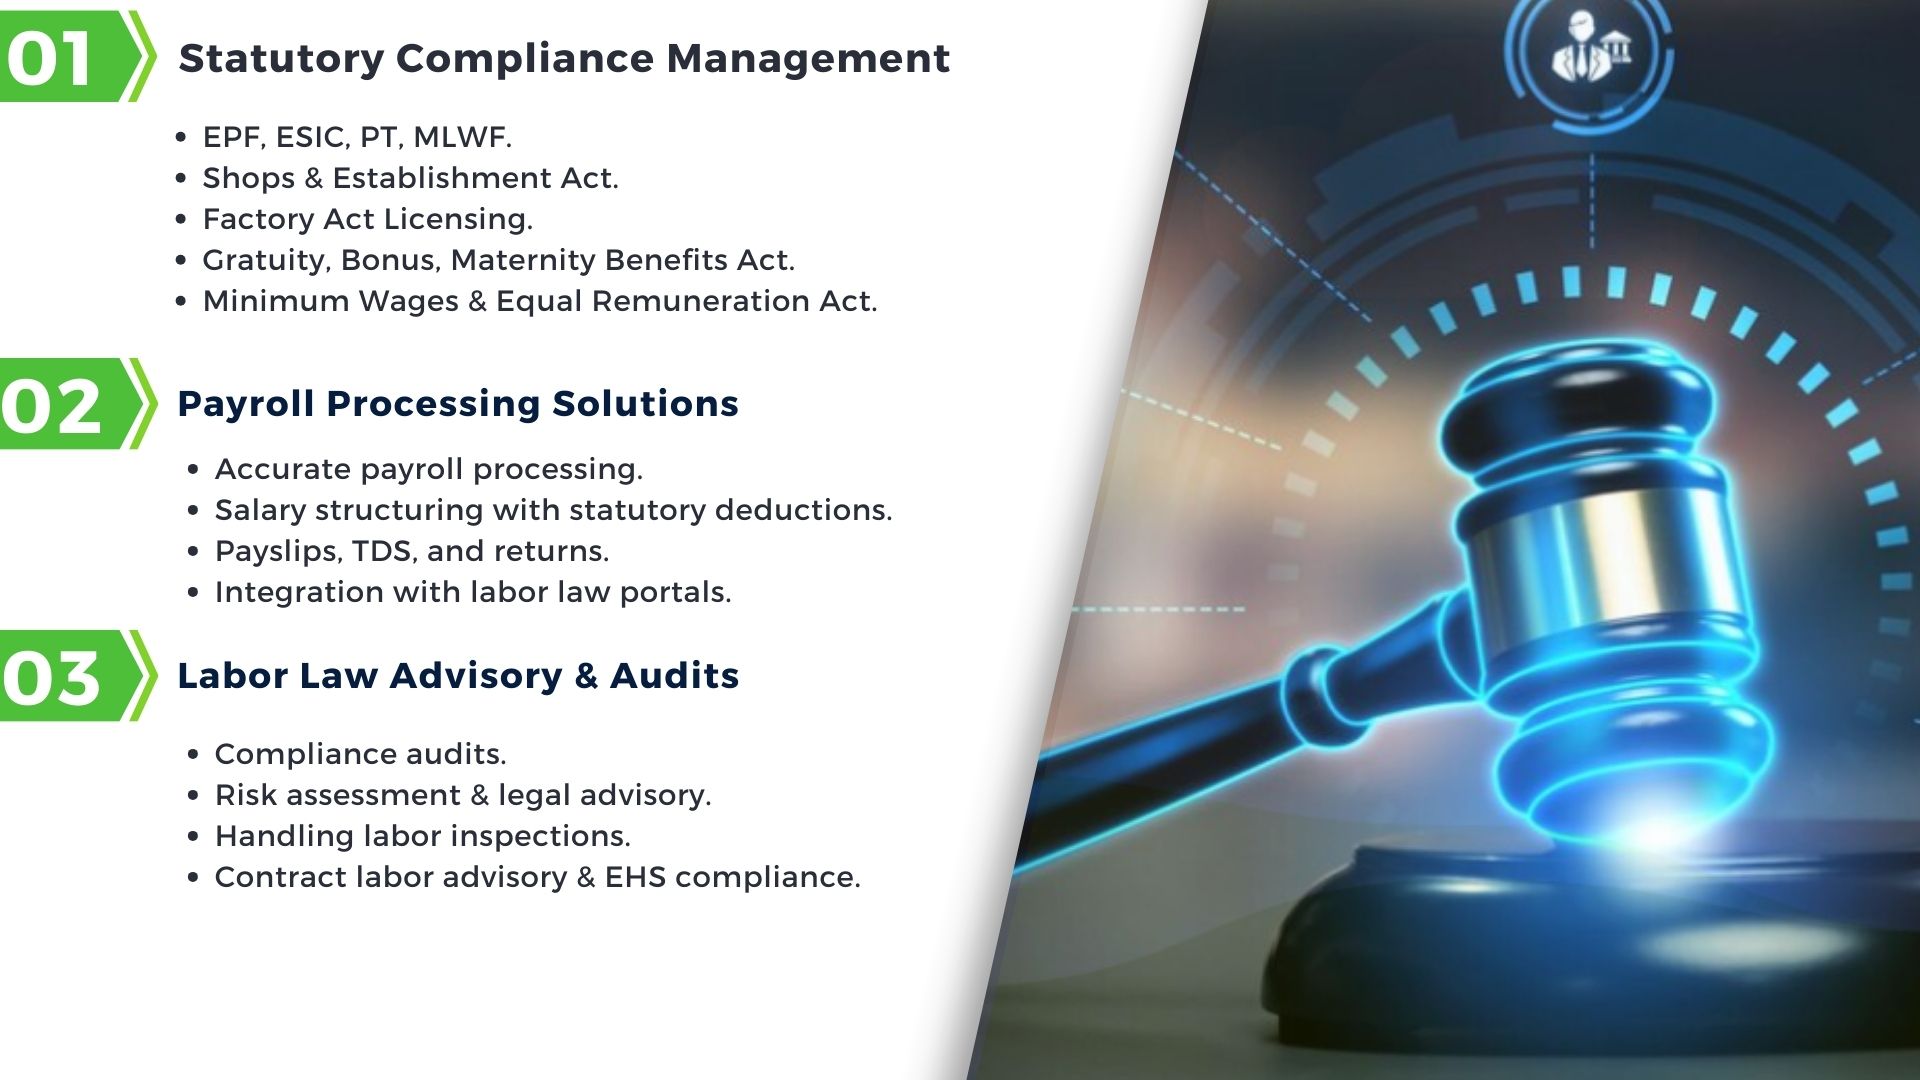 01
Statutory Compliance Management
• EPF, ESIC, PT, MLWF.
• Shops & Establishment Act.
• Factory Act Licensing.
• Gratuity, Bonus, Maternity Benefits Act.
• Minimum Wages & Equal Remuneration Act.
02
Payroll Processing Solutions
• Accurate payroll processing.
• Salary structuring with statutory deductions.
• Payslips, TDS, and returns.
• Integration with labor law portals.
03
Labor Law Advisory & Audits
• Compliance audits.
• Risk assessment & legal advisory.
• Handling labor inspections.
• Contract labor advisory & EHS compliance.